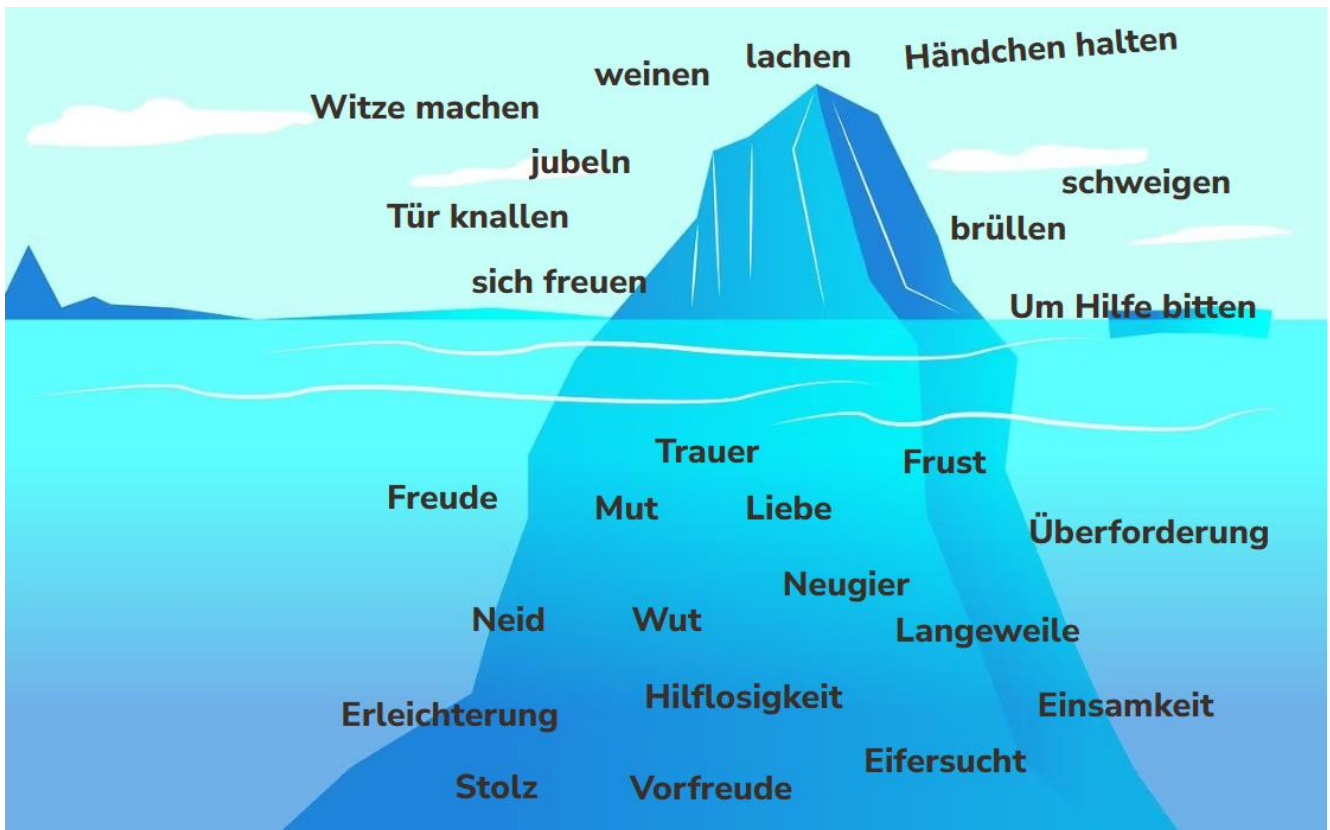 Händchen halten
lachen
weinen
Witze machen
jubeln
schweigen
Tür knallen
brüllen
sich freuen
Um Hilfe bitten
Trauer
Frust
Freude
Mut
Liebe
Überforderung
Neugier
Neid
Wut
Langeweile
Hilflosigkeit
Einsamkeit
Erleichterung
Eifersucht
Stolz
Vorfreude